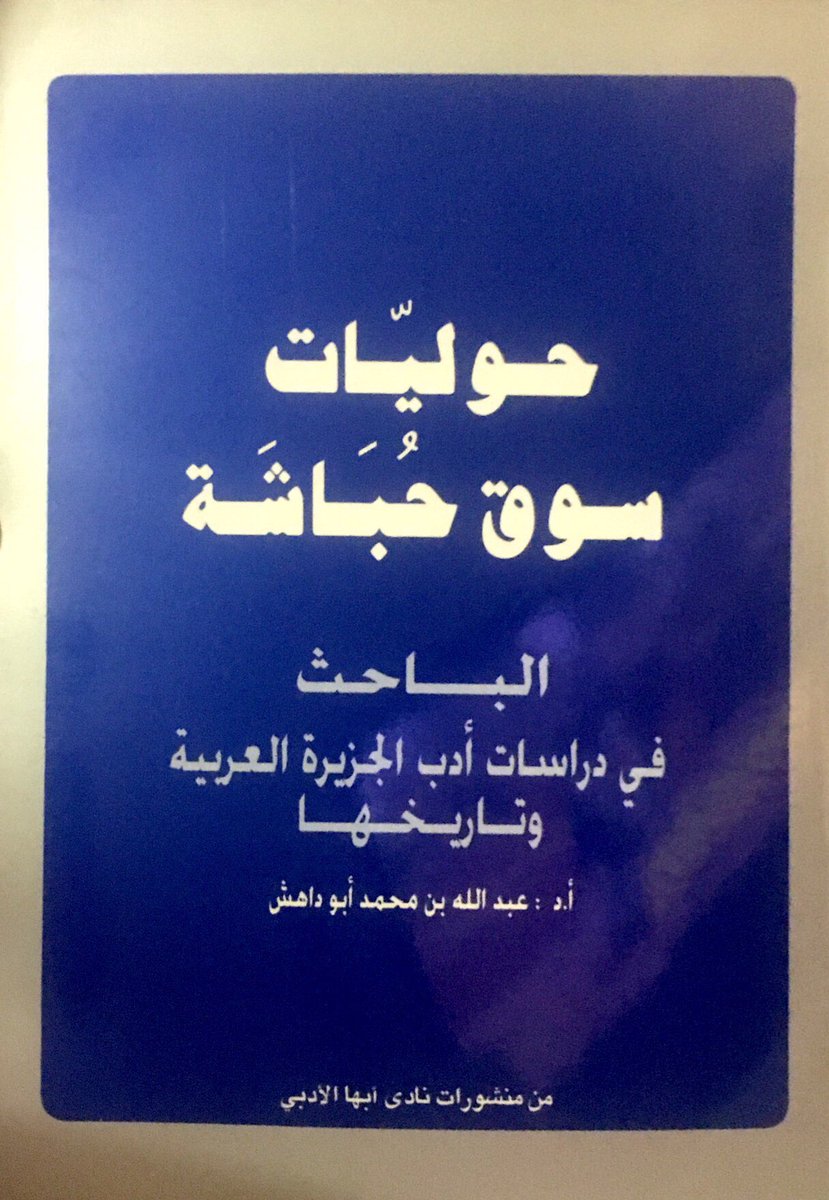 حوليّات
سوق حُبَاشَة
الباحث
في دراسات أدب الجزيرة العربية
وتاريخها
أ.د : عبد الله بن محمد أبو داهش
من منشورات نادى أبها الأدبي